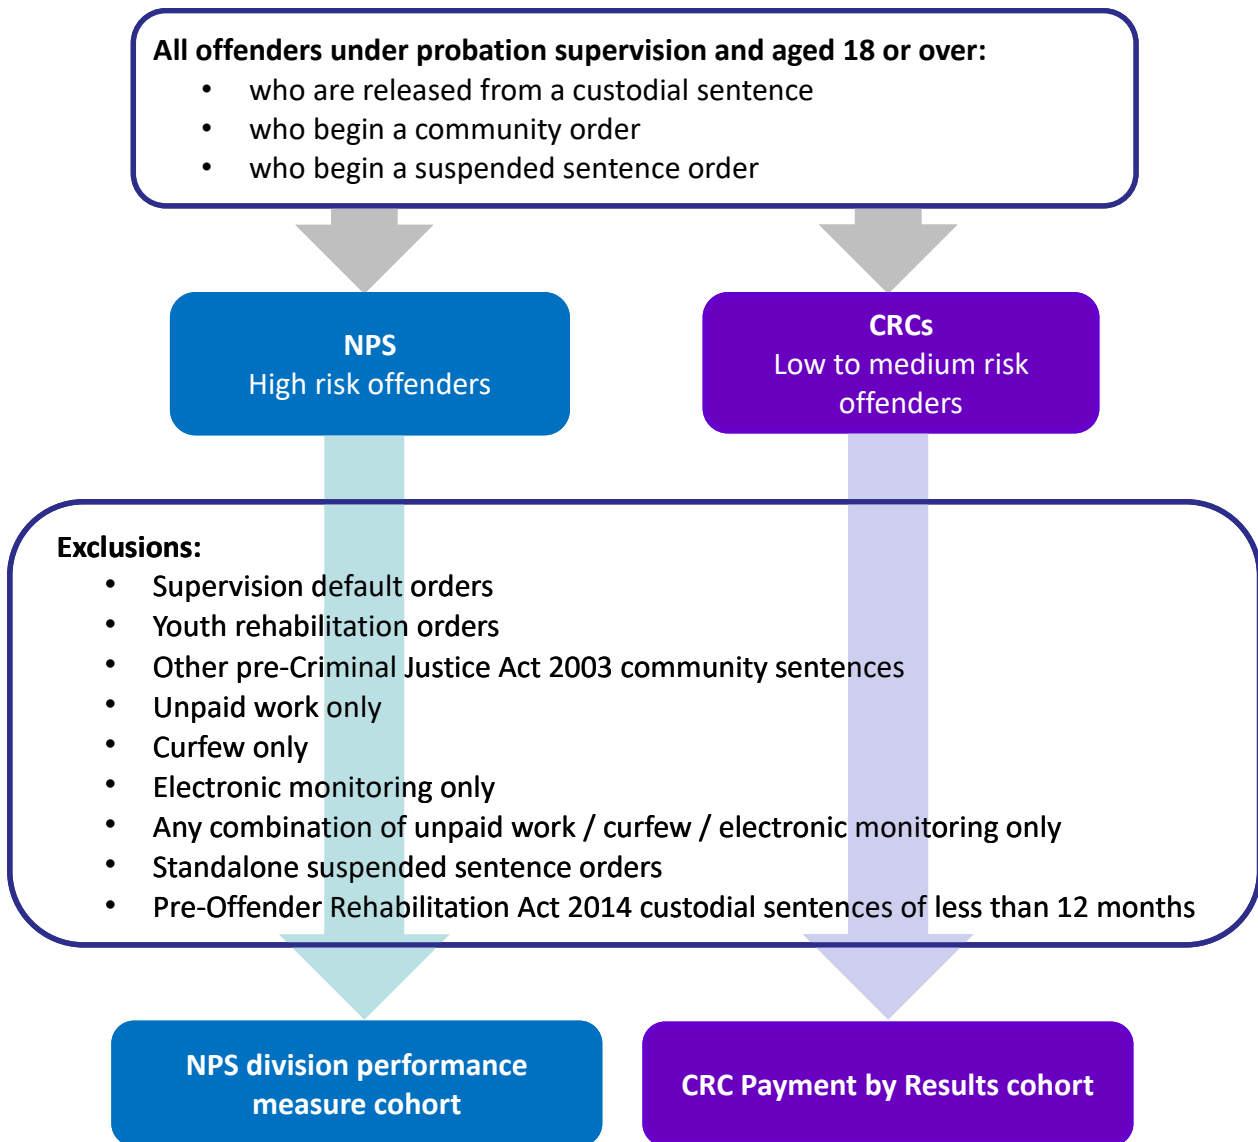 All offenders under probation supervision and aged 18 or over:
• who are released from a custodial sentence
• who begin a community order
• who begin a suspended sentence order
NPS
High risk offenders
CRCs
Low to medium risk
offenders
Exclusions:
• Supervision default orders
• Youth rehabilitation orders
• Other pre-Criminal Justice Act 2003 community sentences
• Unpaid work only
• Curfew only
• Electronic monitoring only
• Any combination of unpaid work / curfew / electronic monitoring only
• Standalone suspended sentence orders
• Pre-Offender Rehabilitation Act 2014 custodial sentences of less than 12 months
NPS division performance
measure cohort
CRC Payment by Results cohort